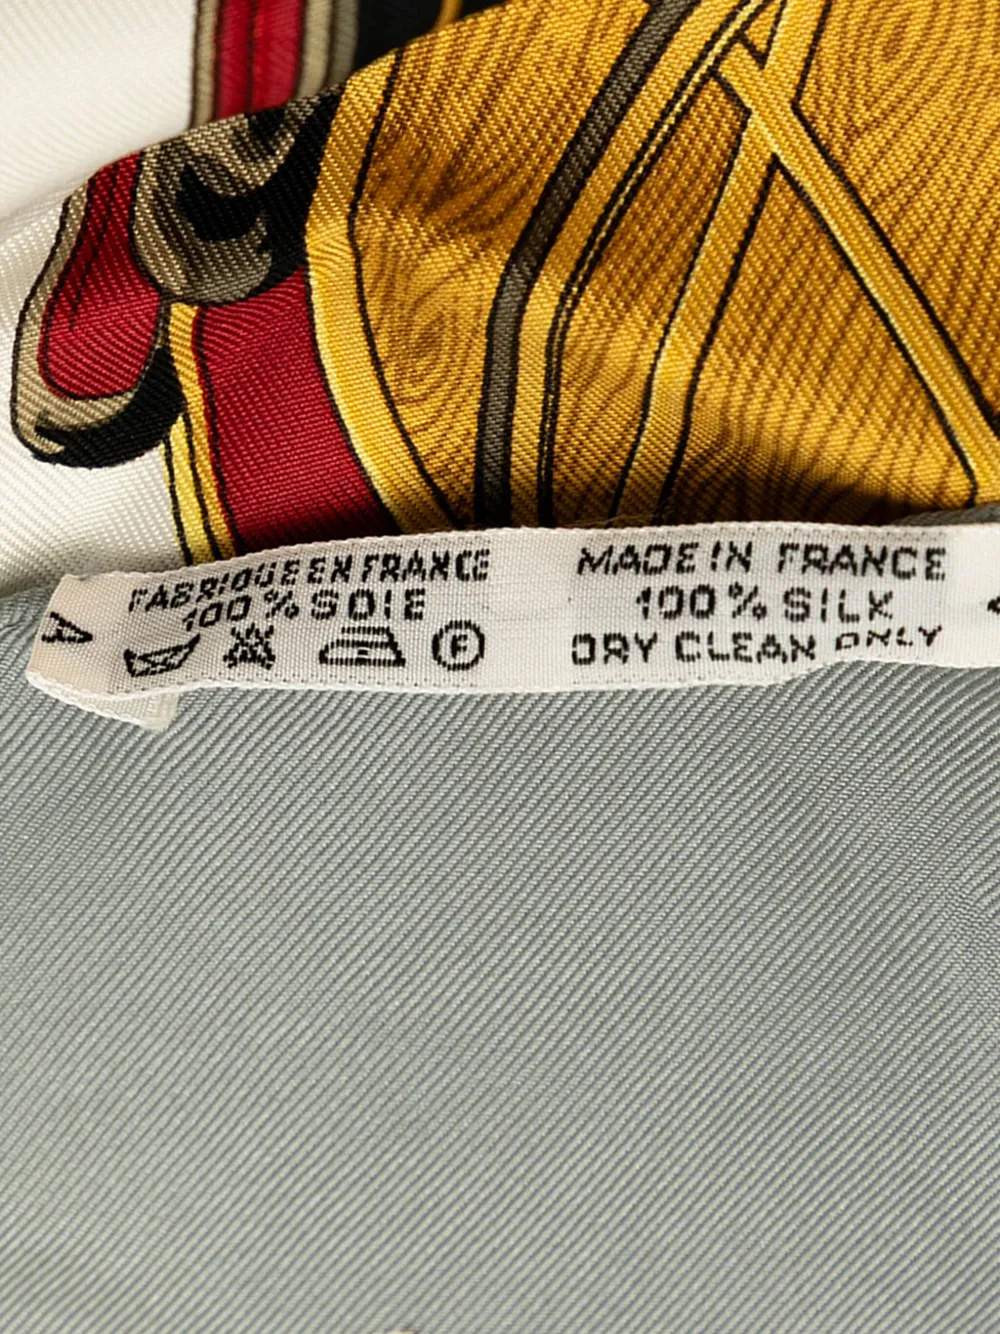 FABRIQUE EN FRANCE
100% SOIE
A
F
MADE IN FRANCE
100% SILK
DRY CLEAN ONLY